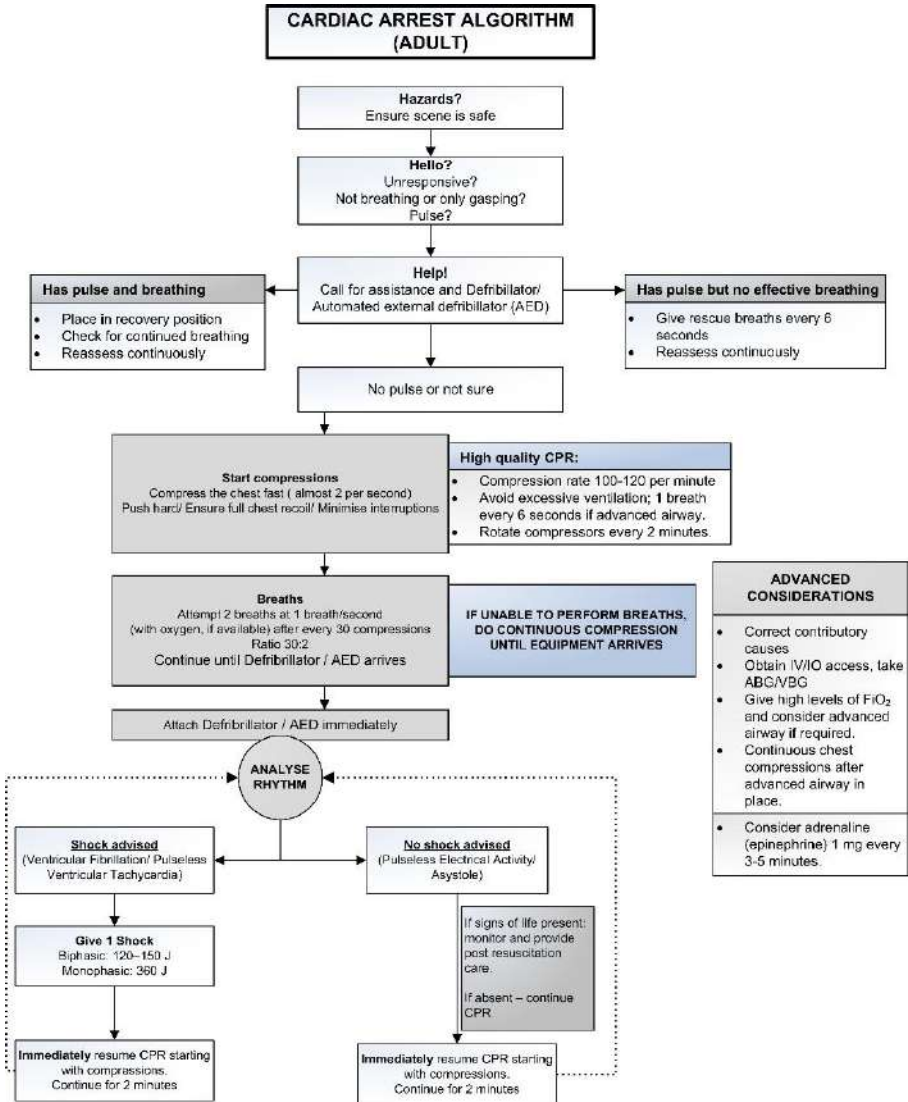 CARDIAC ARREST ALGORITHM
(ADULT)
Hazards?
Ensure scene is safe
Hello?
Unresponsive?
Not breathing or only gasping?
Pulse?
Help!
Call for assistance and Defribillator/
Automated external defribillator (AED)
Has pulse and breathing
• Place in recovery position
• Check for continued breathing
• Reassess continuously
Has pulse but no effective breathing
• Give rescue breaths every 6
seconds
• Reassess continuously
No pulse or not sure
Start compressions
Compress the chest fast ( almost 2 per second)
Push hard/ Ensure full chest recoil/ Minimise interruptions
High quality CPR:
• Compression rate 100-120 per minute
• Avoid excessive ventilation; 1 breath
every 6 seconds if advanced airway.
• Rotate compressors every 2 minutes.
Breaths
Attempt 2 breaths at 1 breath/second
(with oxygen, if available) after every 30 compressions
Ratio 30:2
Continue until Defribrillator / AED arrives
IF UNABLE TO PERFORM BREATHS,
DO CONTINUOUS COMPRESSION
UNTIL EQUIPMENT ARRIVES
ADVANCED
CONSIDERATIONS
• Correct contributory
causes
• Obtain IV/IO access, take
ABG/VBG
• Give high levels of FiO₂
and consider advanced
airway if required.
• Continuous chest
compressions after
advanced airway in
place.
• Consider adrenaline
(epinephrine) 1 mg every
3-5 minutes.
Attach Defribrillator / AED immediately
ANALYSE
RHYTHM
Shock advised
(Ventricular Fibrillation/ Pulseless
Ventricular Tachycardia)
No shock advised
(Pulseless Electrical Activity/
Asystole)
Give 1 Shock
Biphasic: 120–150 J
Monophasic: 360 J
If signs of life present:
monitor and provide
post resuscitation
care.
If absent – continue
CPR
Immediately resume CPR starting
with compressions.
Continue for 2 minutes
Immediately resume CPR starting
with compressions.
Continue for 2 minutes